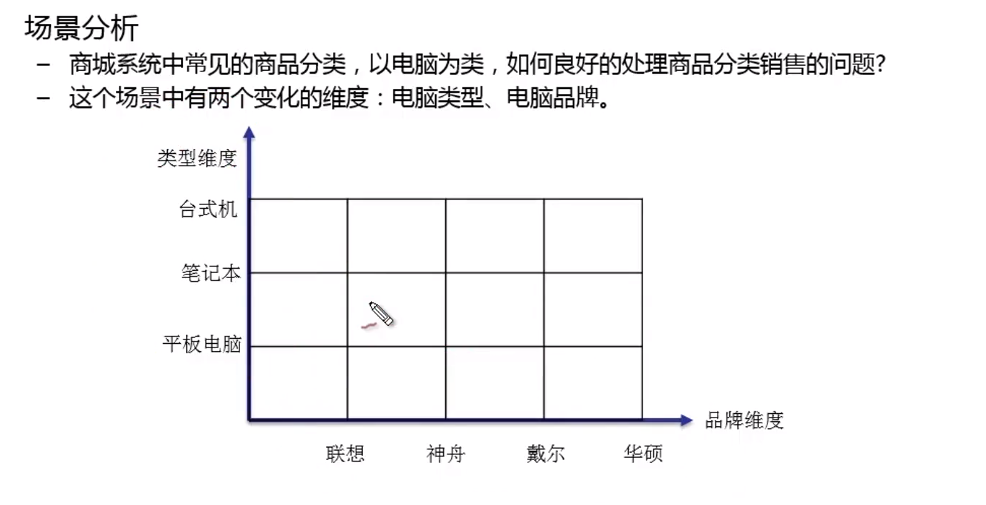 场景分析
– 商城系统中常见的商品分类，以电脑为类，如何良好的处理商品分类销售的问题?
– 这个场景中有两个变化的维度：电脑类型、电脑品牌。
类型维度
台式机
笔记本
平板电脑
品牌维度
联想 神舟 戴尔 华硕